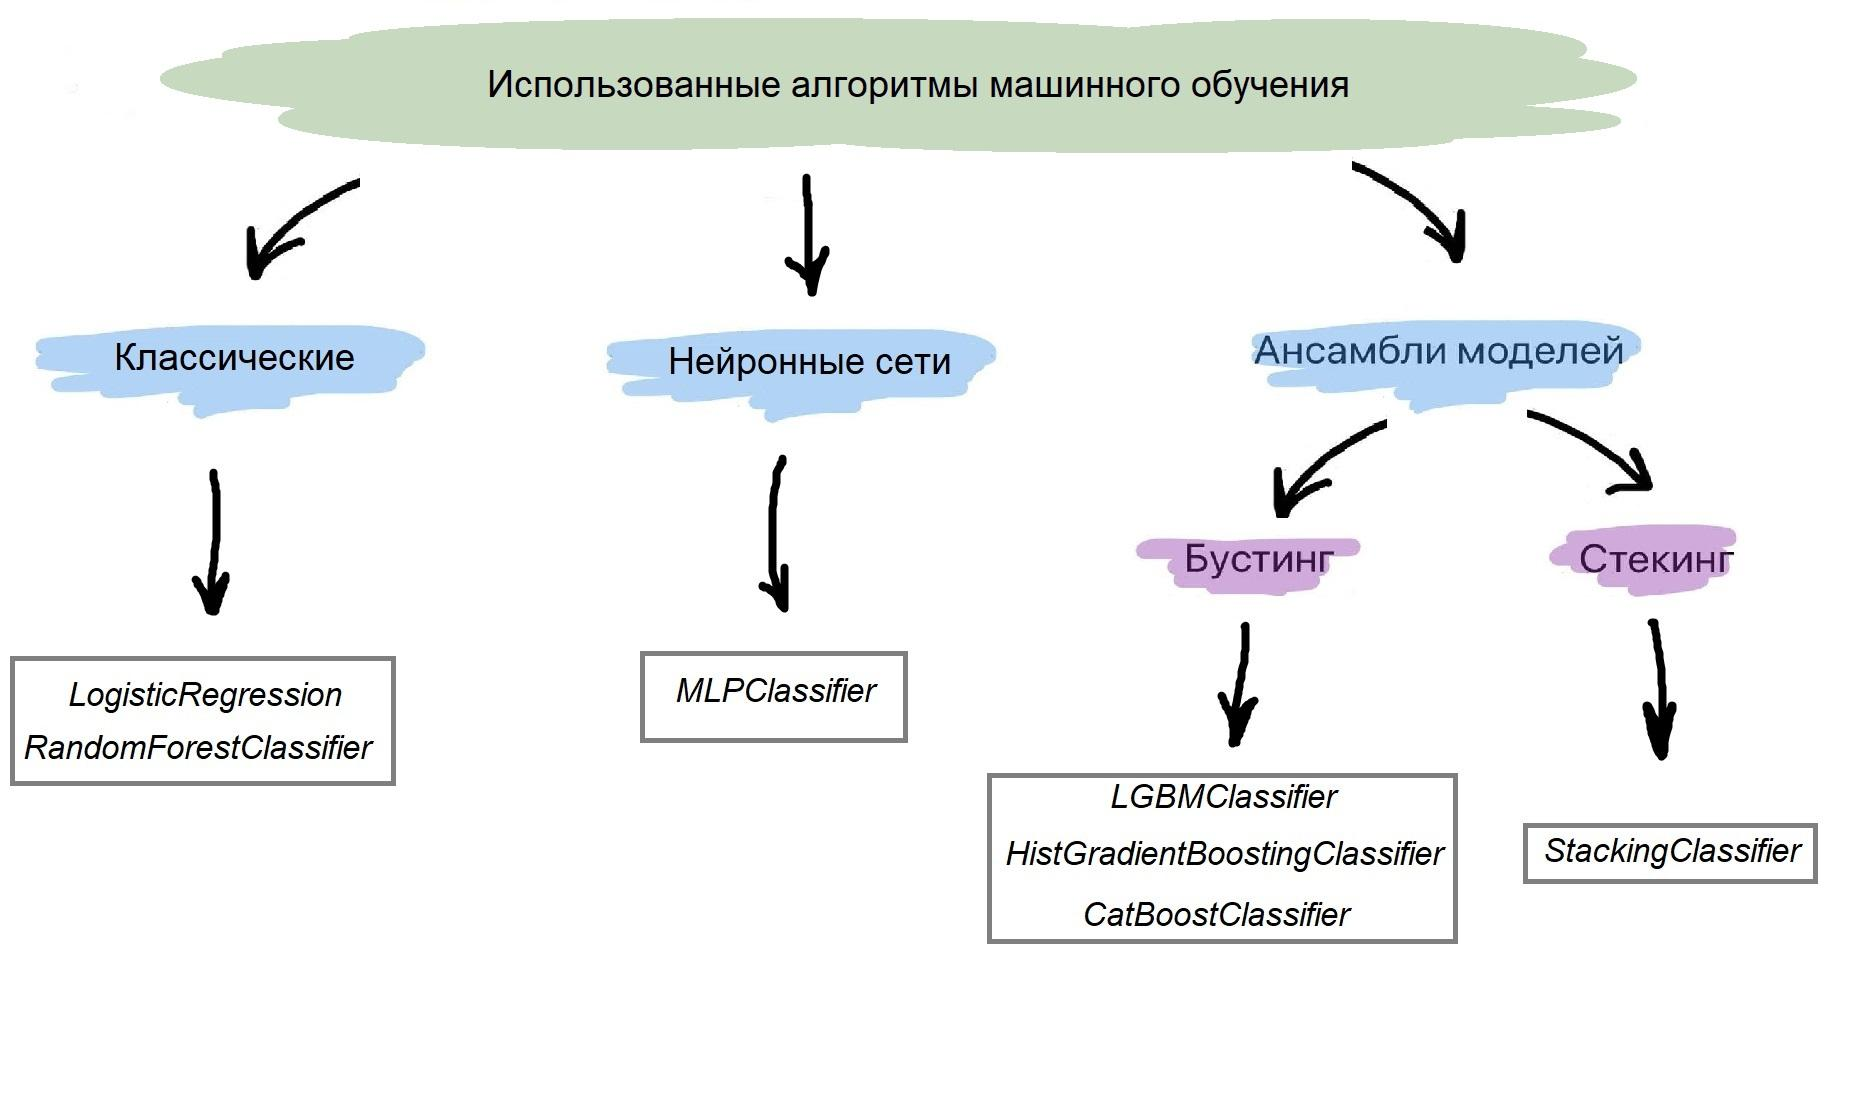 Использованные алгоритмы машинного обучения
Классические
Нейронные сети
Ансамбли моделей
Бустинг
Стекинг
LogisticRegression
RandomForestClassifier
MLPClassifier
LGBMClassifier
HistGradientBoostingClassifier
CatBoostClassifier
StackingClassifier